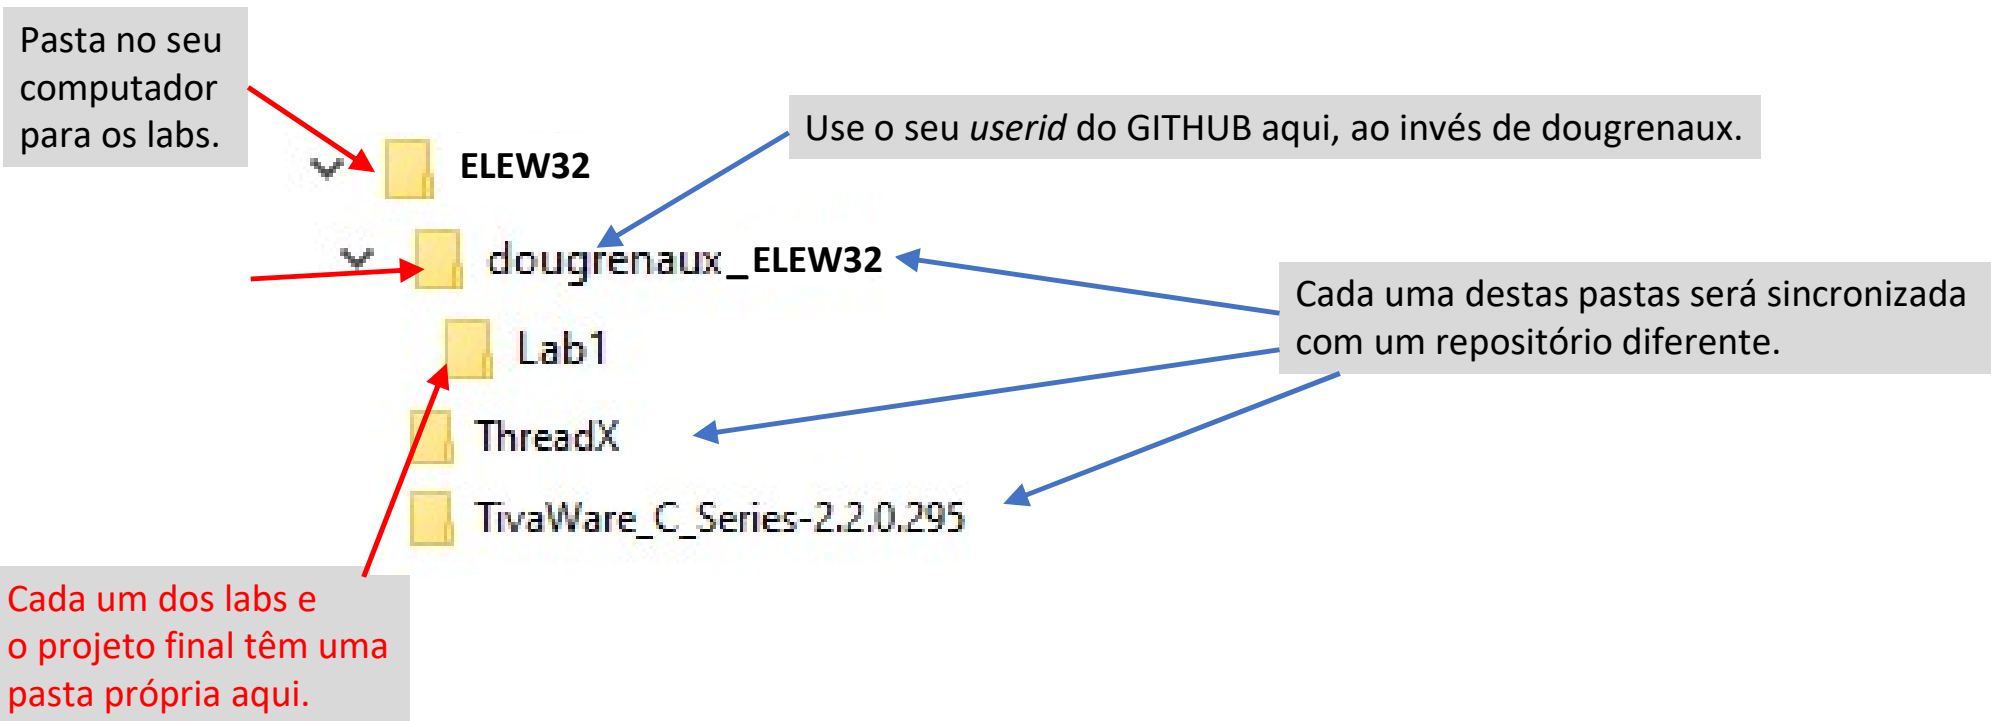 Pasta no seu
computador
para os labs.
Use o seu userid do GITHUB aqui, ao invés de dougrenaux.
ELEW32
dougrenaux_ELEW32
Cada uma destas pastas será sincronizada
com um repositório diferente.
Lab1
ThreadX
TivaWare_C_Series-2.2.0.295
Cada um dos labs e
o projeto final têm uma
pasta própria aqui.